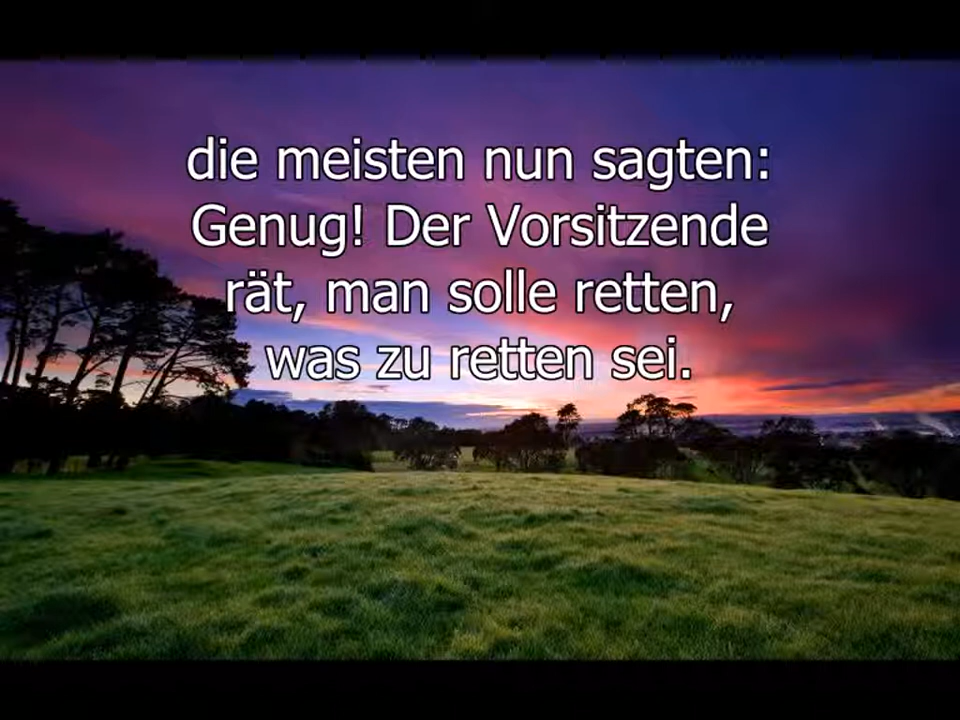 die meisten nun sagten:
Genug! Der Vorsitzende
rät, man solle retten,
was zu retten sei.